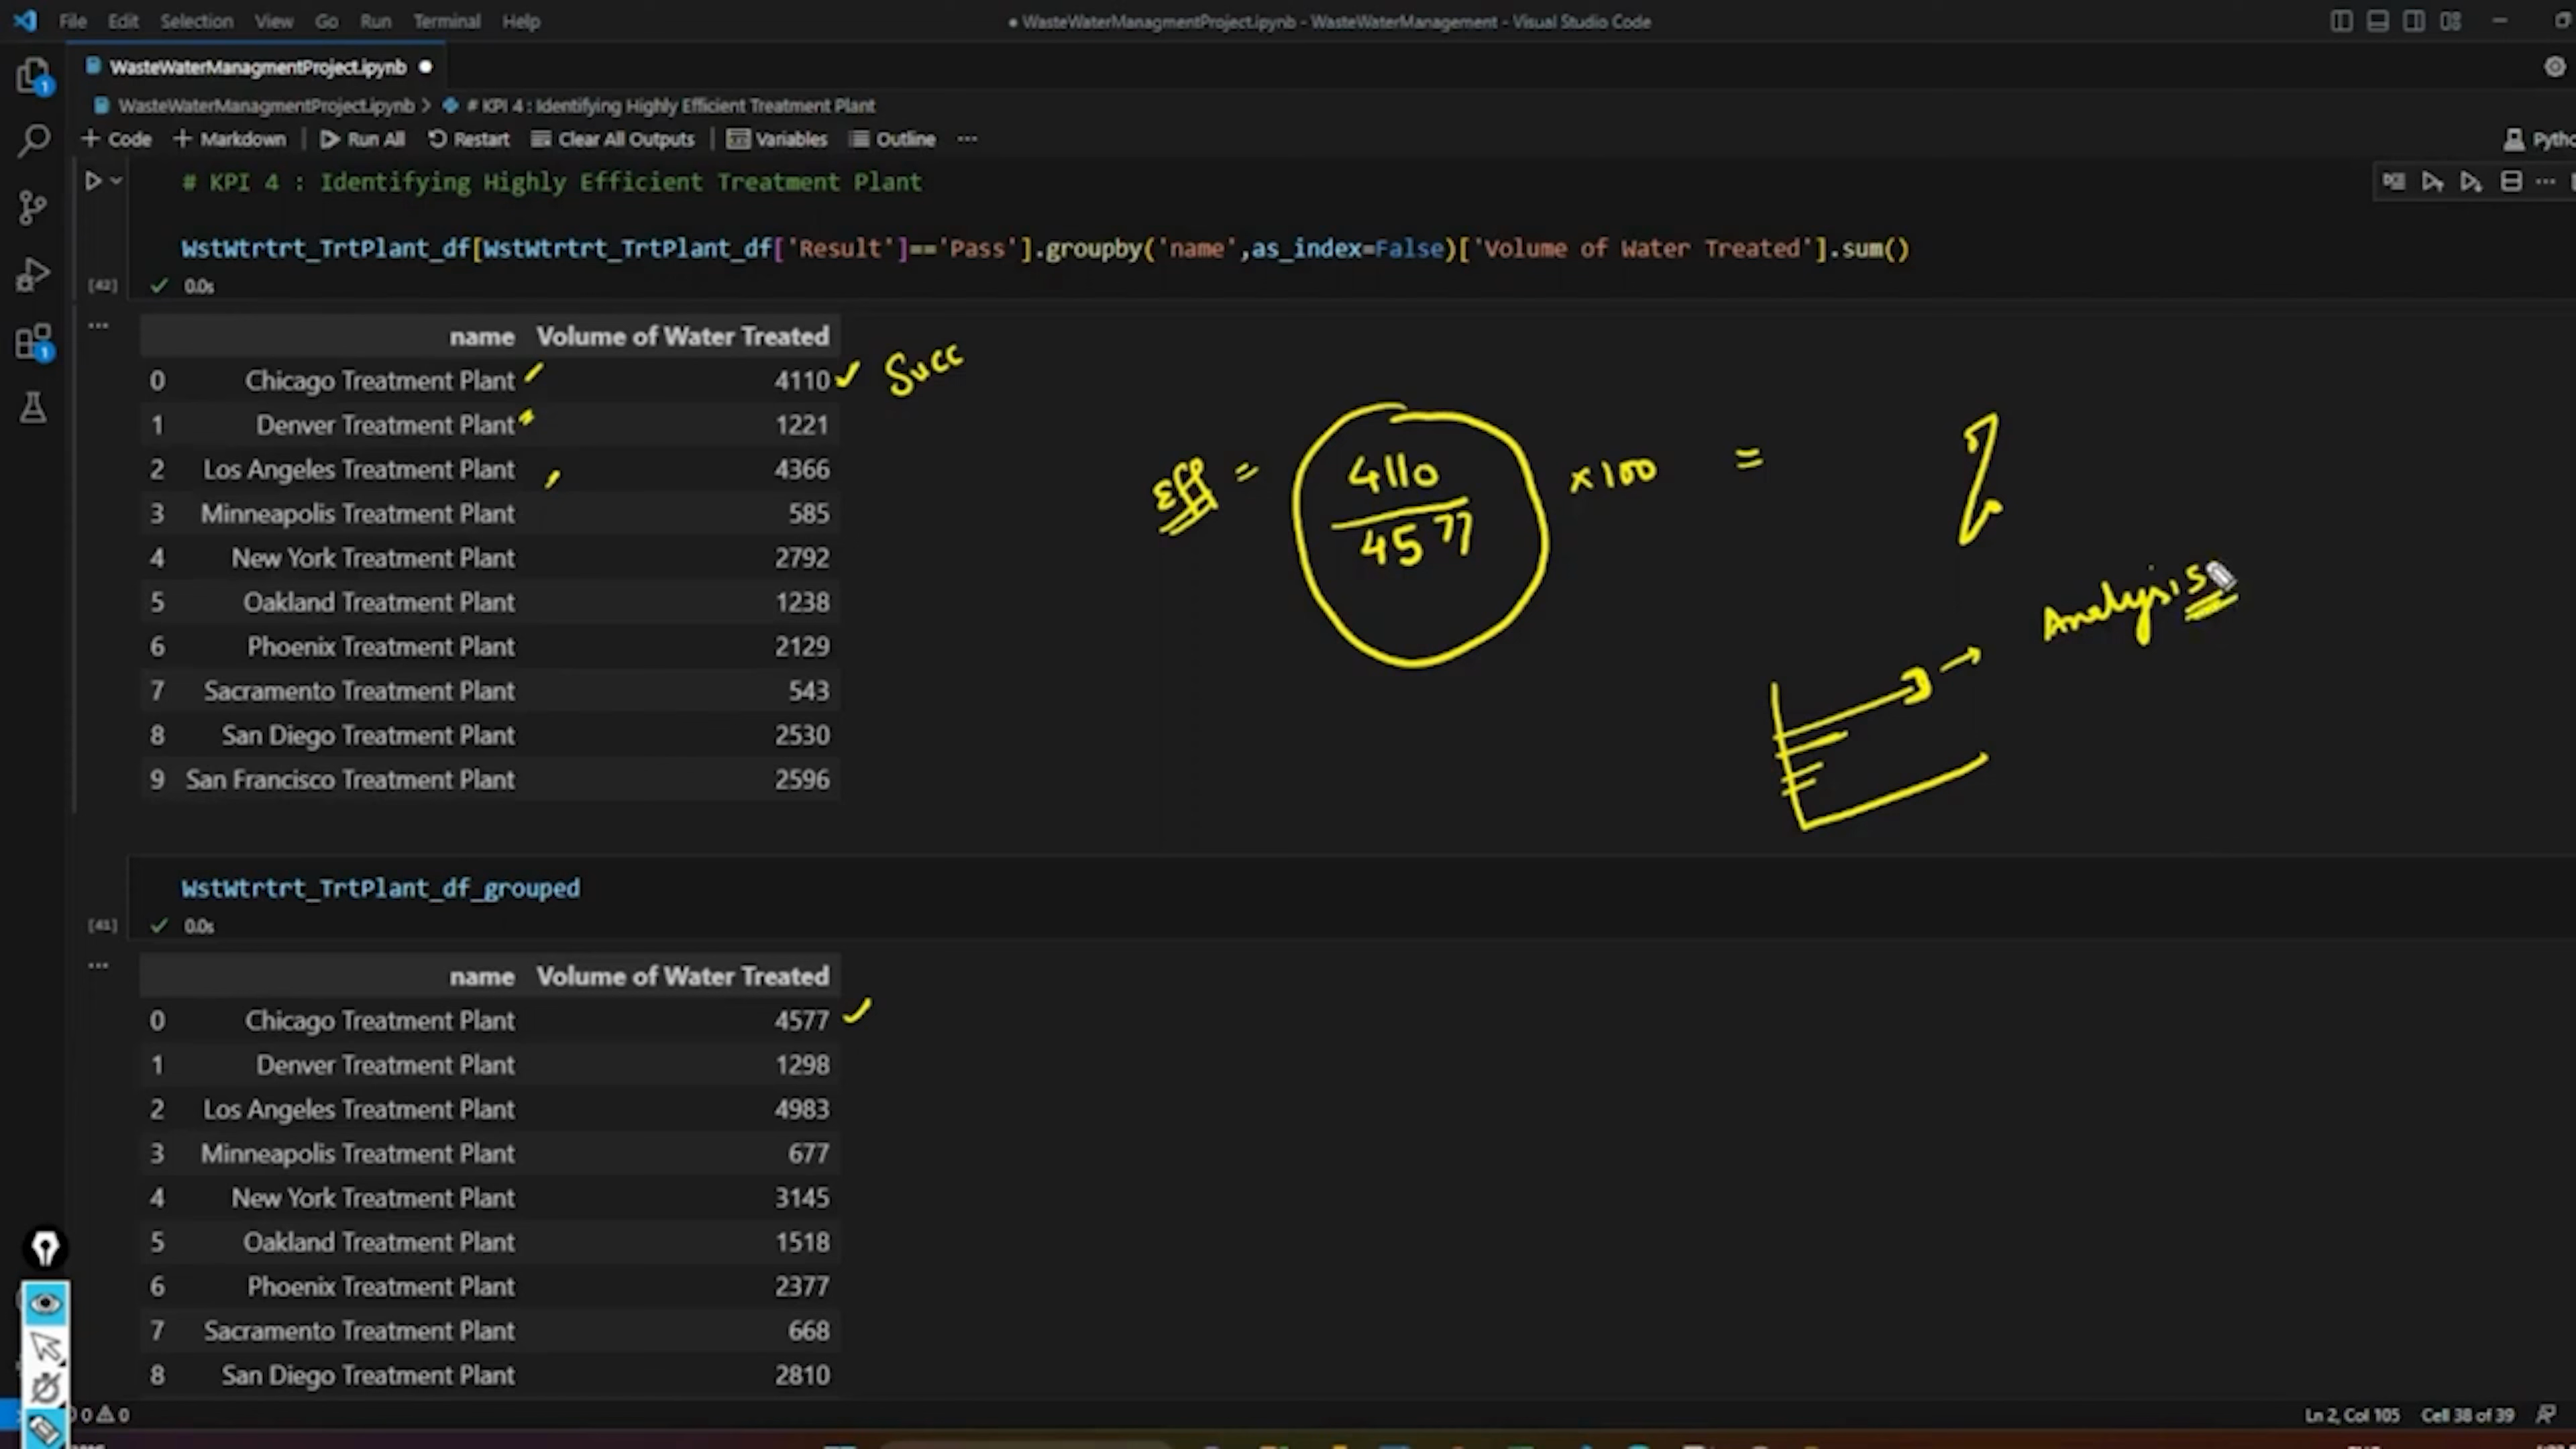 File Edit Selection View Go Run Terminal Help
● WasteWaterManagmentProject.ipynb - WasteWaterManagement - Visual Studio Code
WasteWaterManagmentProject.ipynb ●
WasteWaterManagmentProject.ipynb > # KPI 4 : Identifying Highly Efficient Treatment Plant
+ Code + Markdown | Run All Restart Clear All Outputs | Variables Outline ...
# KPI 4 : Identifying Highly Efficient Treatment Plant
WstWtrtrt_TrtPlant_df[WstWtrtrt_TrtPlant_df['Result']=='Pass'].groupby('name',as_index=False)['Volume of Water Treated'].sum()
[42] ✓ 0.0s
name Volume of Water Treated
0 Chicago Treatment Plant 4110
1 Denver Treatment Plant 1221
2 Los Angeles Treatment Plant 4366
3 Minneapolis Treatment Plant 585
4 New York Treatment Plant 2792
5 Oakland Treatment Plant 1238
6 Phoenix Treatment Plant 2129
7 Sacramento Treatment Plant 543
8 San Diego Treatment Plant 2530
9 San Francisco Treatment Plant 2596
Succ
Eff = 4110
4577
×100 =
Analysis
WstWtrtrt_TrtPlant_df_grouped
[41] ✓ 0.0s
name Volume of Water Treated
0 Chicago Treatment Plant 4577
1 Denver Treatment Plant 1298
2 Los Angeles Treatment Plant 4983
3 Minneapolis Treatment Plant 677
4 New York Treatment Plant 3145
5 Oakland Treatment Plant 1518
6 Phoenix Treatment Plant 2377
7 Sacramento Treatment Plant 668
8 San Diego Treatment Plant 2810
0 0
Ln 2, Col 105 Cell 38 of 39